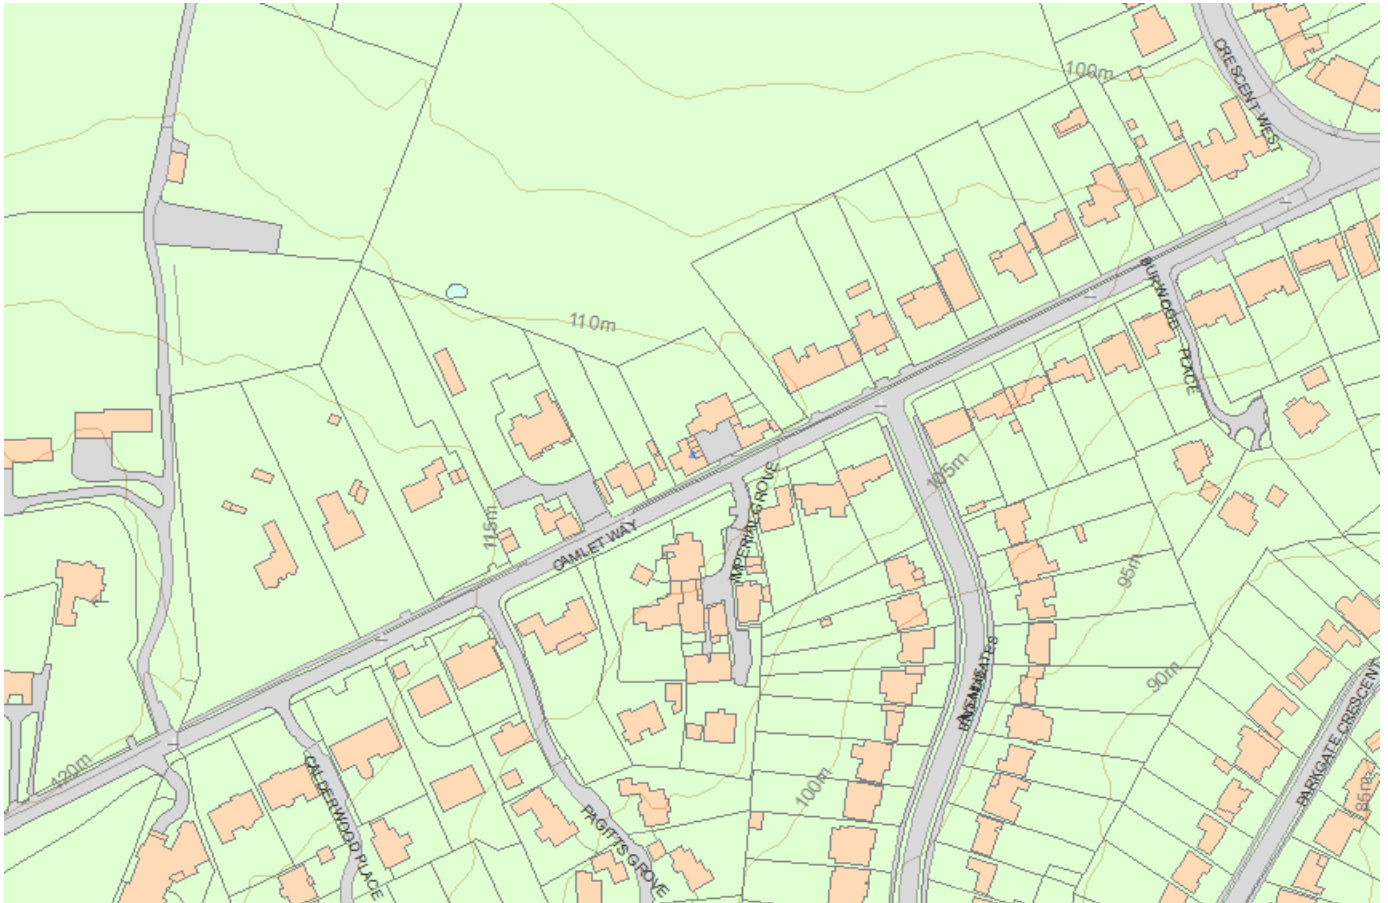 CRESCENT WEST
100m
BURWOOD PLACE
110m
105m
115m
CAMLET WAY
IMPERIAL GROVE
95m
90m
120m
CALDERWOOD PLACE
PAGITTS GROVE
100m
PARKGATE CRESCENT
85m